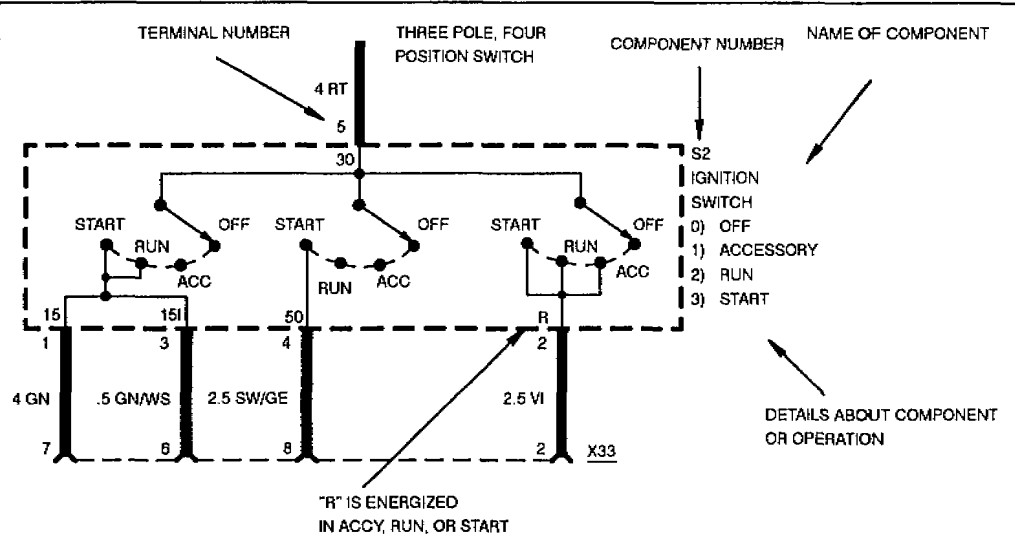 TERMINAL NUMBER
THREE POLE, FOUR
POSITION SWITCH
COMPONENT NUMBER
NAME OF COMPONENT
4 RT
5
30
S2
IGNITION
SWITCH
0) OFF
1) ACCESSORY
2) RUN
3) START
START
RUN
ACC
OFF
START
RUN
ACC
OFF
START
RUN
ACC
OFF
15
15I
50
R
1
3
4
2
4 GN
.5 GN/WS
2.5 SW/GE
2.5 VI
7
6
8
2
X33
DETAILS ABOUT COMPONENT
OR OPERATION
"R" IS ENERGIZED
IN ACCY, RUN, OR START